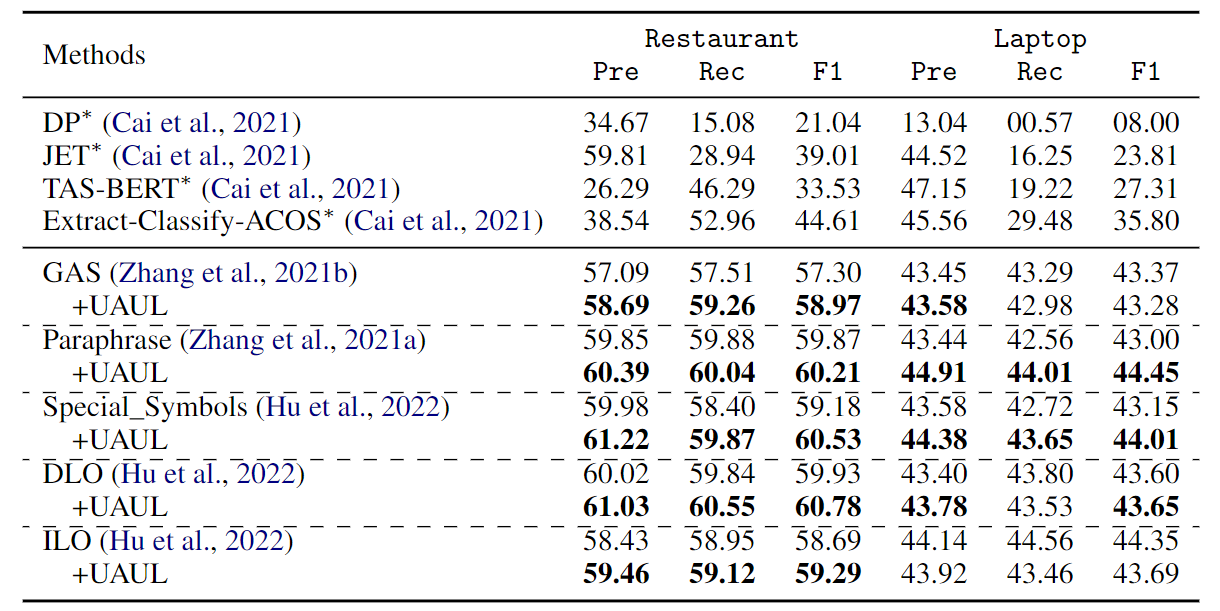 Methods Restaurant Laptop
Pre Rec F1 Pre Rec F1
DP* (Cai et al., 2021) 34.67 15.08 21.04 13.04 00.57 08.00
JET* (Cai et al., 2021) 59.81 28.94 39.01 44.52 16.25 23.81
TAS-BERT* (Cai et al., 2021) 26.29 46.29 33.53 47.15 19.22 27.31
Extract-Classify-ACOS* (Cai et al., 2021) 38.54 52.96 44.61 45.56 29.48 35.80
GAS (Zhang et al., 2021b) 57.09 57.51 57.30 43.45 43.29 43.37
+UAUL 58.69 59.26 58.97 43.58 42.98 43.28
Paraphrase (Zhang et al., 2021a) 59.85 59.88 59.87 43.44 42.56 43.00
+UAUL 60.39 60.04 60.21 44.91 44.01 44.45
Special_Symbols (Hu et al., 2022) 59.98 58.40 59.18 43.58 42.72 43.15
+UAUL 61.22 59.87 60.53 44.38 43.65 44.01
DLO (Hu et al., 2022) 60.02 59.84 59.93 43.40 43.80 43.60
+UAUL 61.03 60.55 60.78 43.78 43.53 43.65
ILO (Hu et al., 2022) 58.43 58.95 58.69 44.14 44.56 44.35
+UAUL 59.46 59.12 59.29 43.92 43.46 43.69